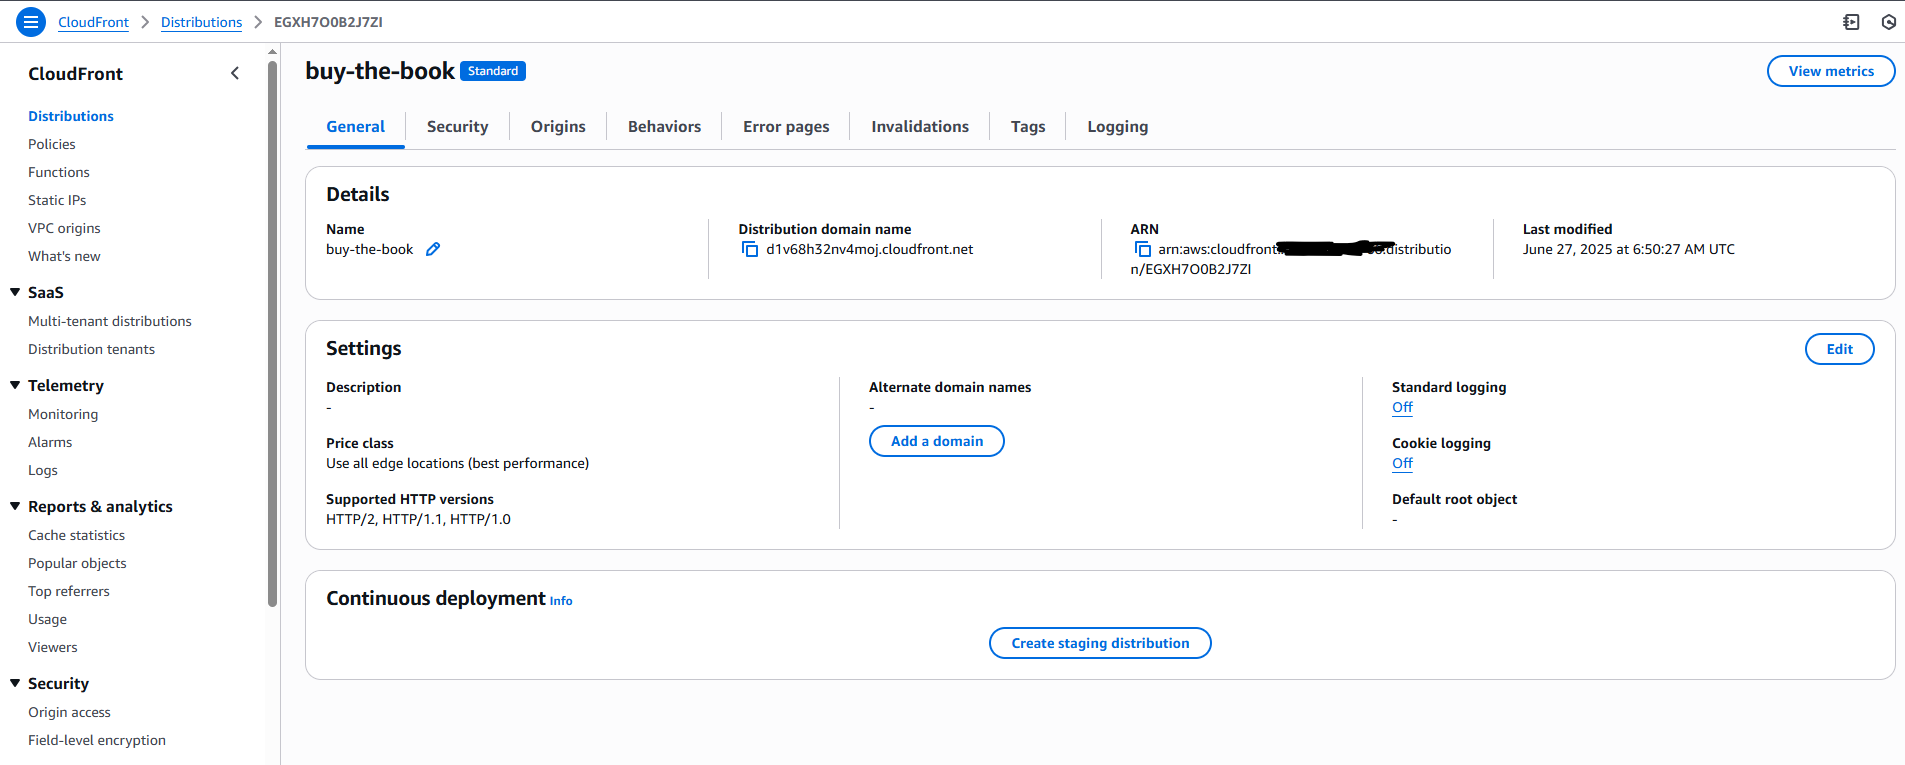 CloudFront > Distributions > EGXH7O0B2J7ZI
CloudFront
Distributions
Policies
Functions
Static IPs
VPC origins
What's new
SaaS
Multi-tenant distributions
Distribution tenants
Telemetry
Monitoring
Alarms
Logs
Reports & analytics
Cache statistics
Popular objects
Top referrers
Usage
Viewers
Security
Origin access
Field-level encryption
buy-the-book Standard
View metrics
General Security Origins Behaviors Error pages Invalidations Tags Logging
Details
Name
buy-the-book
Distribution domain name
d1v68h32nv4moj.cloudfront.net
ARN
arn:aws:cloudfront: :distributio
n/EGXH7O0B2J7ZI
Last modified
June 27, 2025 at 6:50:27 AM UTC
Settings
Edit
Description
-
Price class
Use all edge locations (best performance)
Supported HTTP versions
HTTP/2, HTTP/1.1, HTTP/1.0
Alternate domain names
-
Add a domain
Standard logging
Off
Cookie logging
Off
Default root object
-
Continuous deployment Info
Create staging distribution